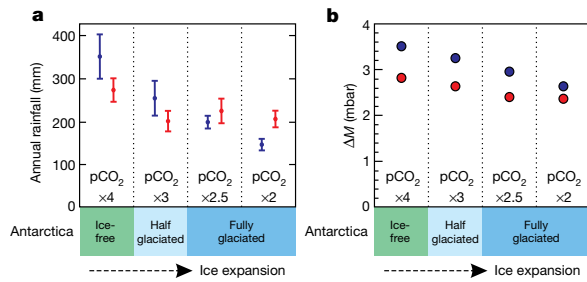 a
Annual rainfall (mm)
400
300
200
100
0
pCO₂ pCO₂ pCO₂ pCO₂
×4 ×3 ×2.5 ×2
Antarctica
Ice-
free
Half
glaciated
Fully
glaciated
Ice expansion
b
ΔM (mbar)
4
3
2
1
0
pCO₂ pCO₂ pCO₂ pCO₂
×4 ×3 ×2.5 ×2
Antarctica
Ice-
free
Half
glaciated
Fully
glaciated
Ice expansion